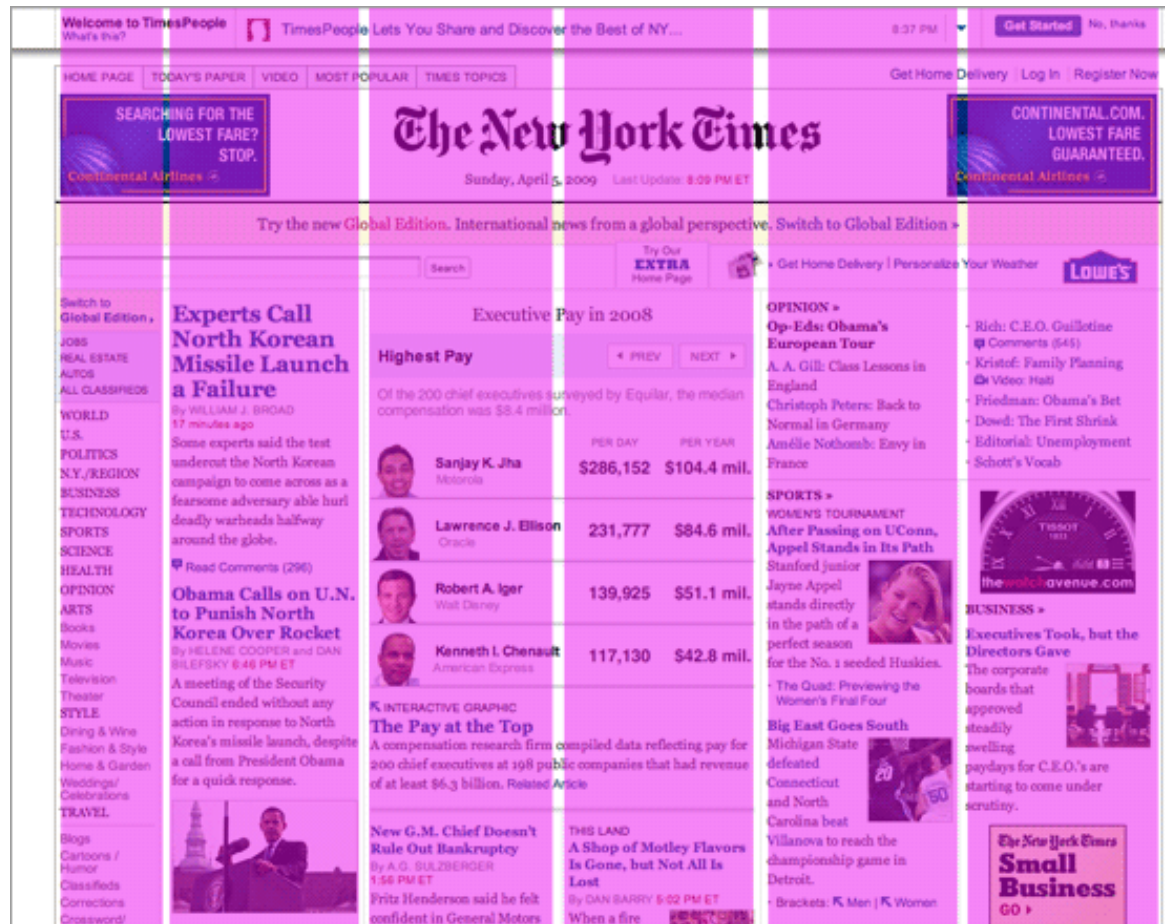 Welcome to TimesPeople
What's this?
TimesPeople Lets You Share and Discover the Best of NY...
8:37 PM
Get Started
No, thanks
HOME PAGE
TODAY'S PAPER
VIDEO
MOST POPULAR
TIMES TOPICS
Get Home Delivery
Log In
Register Now
SEARCHING FOR THE
LOWEST FARE?
STOP.
Continental Airlines
The New York Times
Sunday, April 5, 2009 Last Update: 8:09 PM ET
CONTINENTAL.COM.
LOWEST FARE
GUARANTEED.
Continental Airlines
Try the new Global Edition. International news from a global perspective. Switch to Global Edition »
Search
Try Our
EXTRA
Home Page
Get Home Delivery | Personalize Your Weather
LOWE'S
Switch to
Global Edition
JOBS
REAL ESTATE
AUTOS
ALL CLASSIFIEDS
WORLD
U.S.
POLITICS
N.Y./REGION
BUSINESS
TECHNOLOGY
SPORTS
SCIENCE
HEALTH
OPINION
ARTS
Books
Movies
Music
Television
Theater
STYLE
Dining & Wine
Fashion & Style
Home & Garden
Weddings/
Celebrations
TRAVEL
Blogs
Cartoons /
Humor
Classifieds
Corrections
Crossword/
Experts Call
North Korean
Missile Launch
a Failure
By WILLIAM J. BROAD
17 minutes ago
Some experts said the test
undercut the North Korean
campaign to come across as a
fearsome adversary able hurl
deadly warheads halfway
around the globe.
Read Comments (296)
Obama Calls on U.N.
to Punish North
Korea Over Rocket
By HELENE COOPER and DAN
BILEFSKY 6:46 PM ET
A meeting of the Security
Council ended without any
action in response to North
Korea's missile launch, despite
a call from President Obama
for a quick response.
Executive Pay in 2008
Highest Pay
PREV
NEXT
Of the 200 chief executives surveyed by Equilar, the median
compensation was $8.4 million.
PER DAY PER YEAR
Sanjay K. Jha
Motorola
$286,152 $104.4 mil.
Lawrence J. Ellison
Oracle
231,777 $84.6 mil.
Robert A. Iger
Walt Disney
139,925 $51.1 mil.
Kenneth I. Chenault
American Express
117,130 $42.8 mil.
INTERACTIVE GRAPHIC
The Pay at the Top
A compensation research firm compiled data reflecting pay for
200 chief executives at 198 public companies that had revenue
of at least $6.3 billion. Related Article
New G.M. Chief Doesn't
Rule Out Bankruptcy
By A.G. SULZBERGER
1:56 PM ET
Fritz Henderson said he felt
confident in General Motors
THIS LAND
A Shop of Motley Flavors
Is Gone, but Not All Is
Lost
By DAN BARRY 5:02 PM ET
When a fire
OPINION »
Op-Eds: Obama's
European Tour
A. A. Gill: Class Lessons in
England
Christoph Peters: Back to
Normal in Germany
Amélie Nothomb: Envy in
France
Rich: C.E.O. Guillotine
Comments (545)
Kristof: Family Planning
Video: Haiti
Friedman: Obama's Bet
Dowd: The First Shrink
Editorial: Unemployment
Schott's Vocab
SPORTS »
WOMEN'S TOURNAMENT
After Passing on UConn,
Appel Stands in Its Path
Stanford junior
Jayne Appel
stands directly
in the path of a
perfect season
for the No. 1 seeded Huskies.
The Quad: Previewing the
Women's Final Four
Big East Goes South
Michigan State
defeated
Connecticut
and North
Carolina beat
Villanova to reach the
championship game in
Detroit.
Brackets: Men | Women
TISSOT
1853
thewatchavenue.com
BUSINESS »
Executives Took, but the
Directors Gave
The corporate
boards that
approved
steadily
swelling
paydays for C.E.O.'s are
starting to come under
scrutiny.
The New York Times
Small
Business
GO